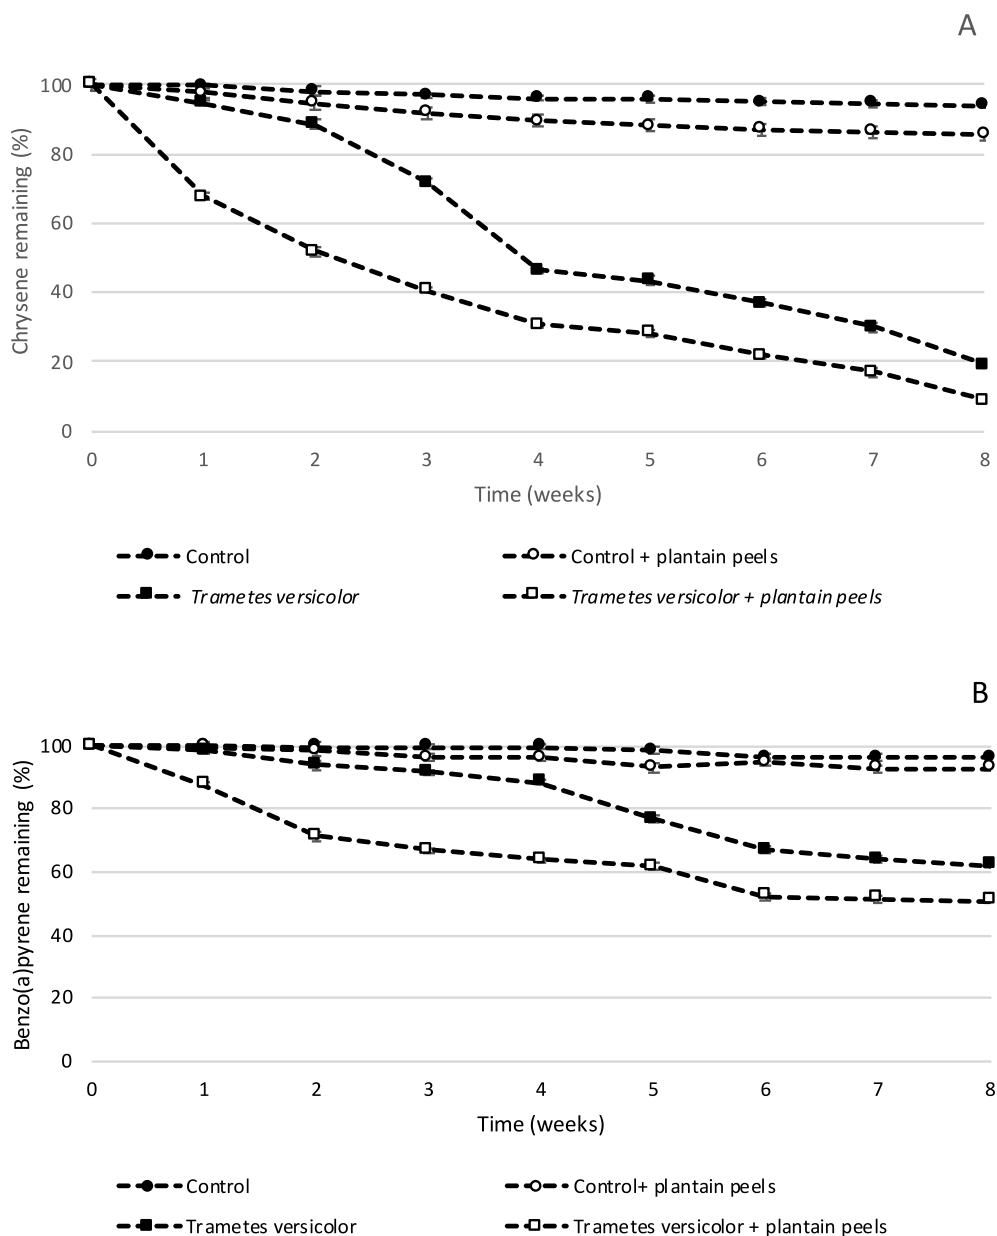 A
100
80
60
40
20
0
Chrysene remaining (%)
0 1 2 3 4 5 6 7 8
Time (weeks)
Control
Control + plantain peels
Trametes versicolor
Trametes versicolor + plantain peels
B
100
80
60
40
20
0
Benzo(a)pyrene remaining (%)
0 1 2 3 4 5 6 7 8
Time (weeks)
Control
Control+ plantain peels
Trametes versicolor
Trametes versicolor + plantain peels